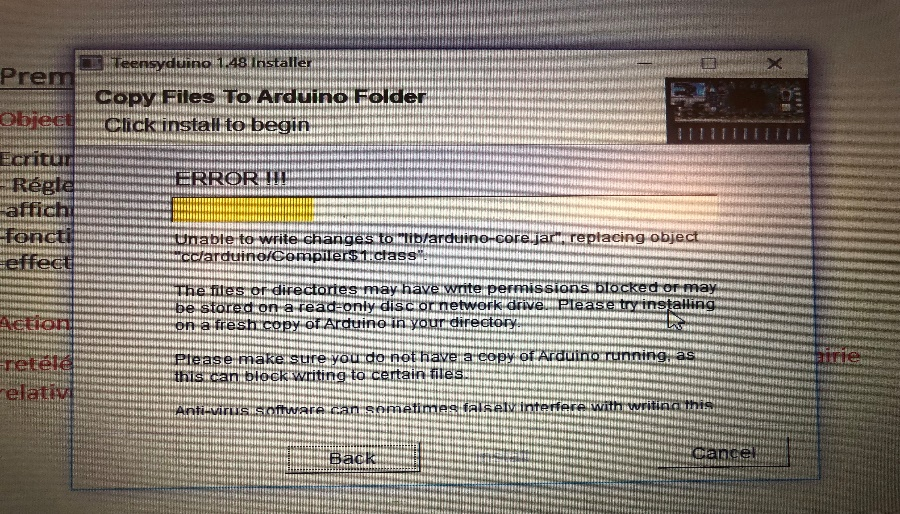 Teensyduino 1.48 Installer
Copy Files To Arduino Folder
Click install to begin
Prem
Object
Ecritur
- Régle
affich
foncti
effect
Action
retélé
relativ
airie
ERROR !!!
Unable to write changes to "lib/arduino-core.jar", replacing object
"cc/arduino/Compiler$1.class".
The files or directories may have write permissions blocked or may
be stored on a read-only disc or network drive. Please try installing
on a fresh copy of Arduino in your directory.
Please make sure you do not have a copy of Arduino running, as
this can block writing to certain files.
Anti-virus software can sometimes falsely interfere with writing this
Back
Install
Cancel